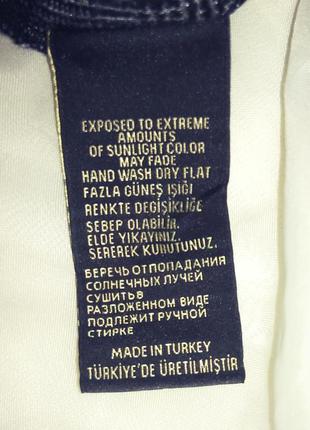 EXPOSED TO EXTREME
AMOUNTS
OF SUNLIGHT COLOR
MAY FADE
HAND WASH DRY FLAT
FAZLA GÜNEŞ IŞIĞI
RENKTE DEĞİŞİKLİĞE
SEBEP OLABİLİR.
ELDE YIKAYINIZ.
SEREREK KURUTUNUZ.
БЕРЕЧЬ ОТ ПОПАДАНИЯ
СОЛНЕЧНЫХ ЛУЧЕЙ
СУШИТЬ В
РАЗЛОЖЕННОМ ВИДЕ
ПОДЛЕЖИТ РУЧНОЙ
СТИРКЕ
MADE IN TURKEY
TÜRKİYE'DE ÜRETİLMİŞTİR